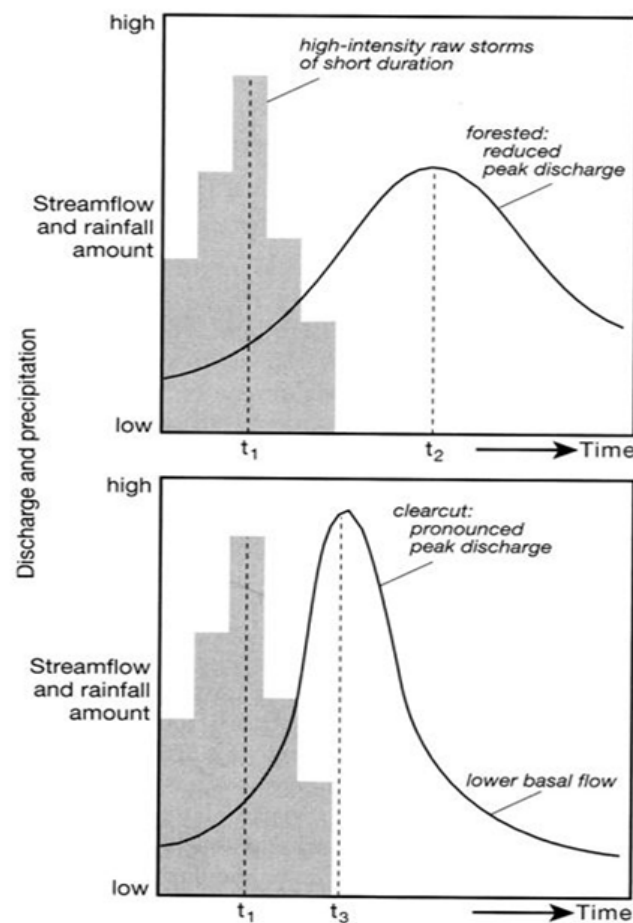 Discharge and precipitation
high
high-intensity raw storms
of short duration
forested:
reduced
peak discharge
Streamflow
and rainfall
amount
low
t₁
t₂
Time
high
clearcut:
pronounced
peak discharge
Streamflow
and rainfall
amount
lower basal flow
low
t₁
t₃
Time